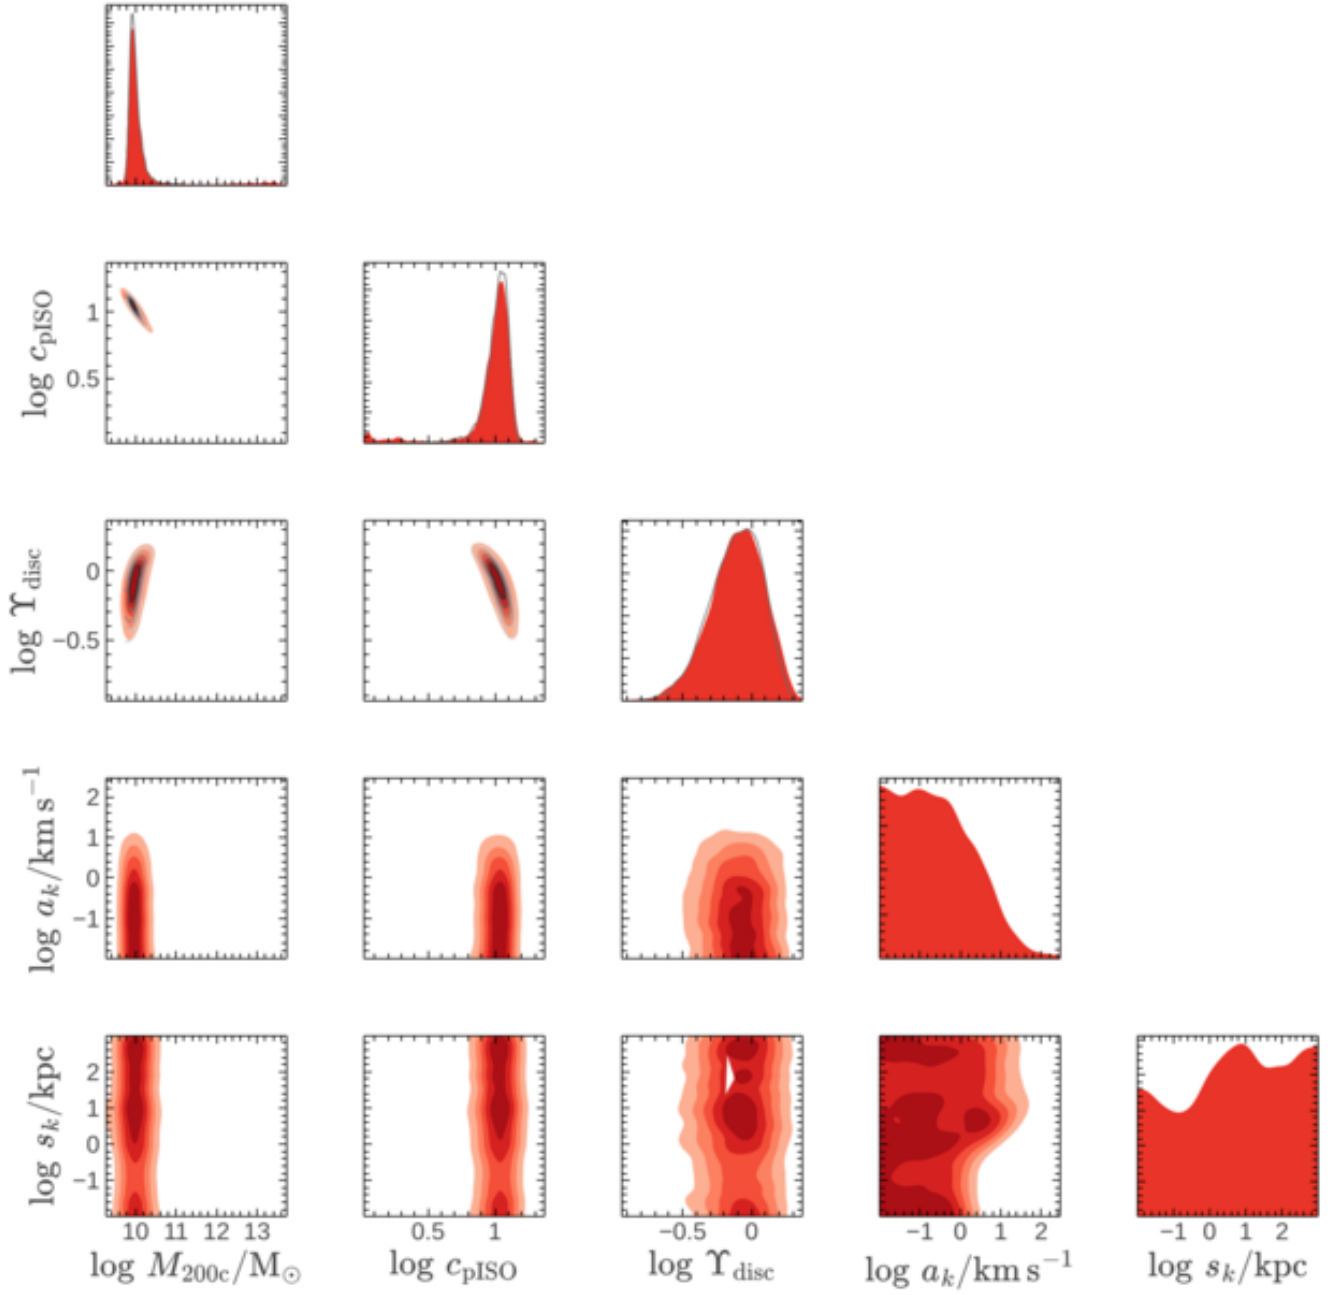 log c_pISO
1
0.5
log ϒ_disc
0
−0.5
log a_k/km s⁻¹
2
1
0
−1
log s_k/kpc
2
1
0
−1
10 11 12 13 0.5 1 −0.5 0 −1 0 1 2 −1 0 1 2
log M_200c/M_⊙ log c_pISO log ϒ_disc log a_k/km s⁻¹ log s_k/kpc